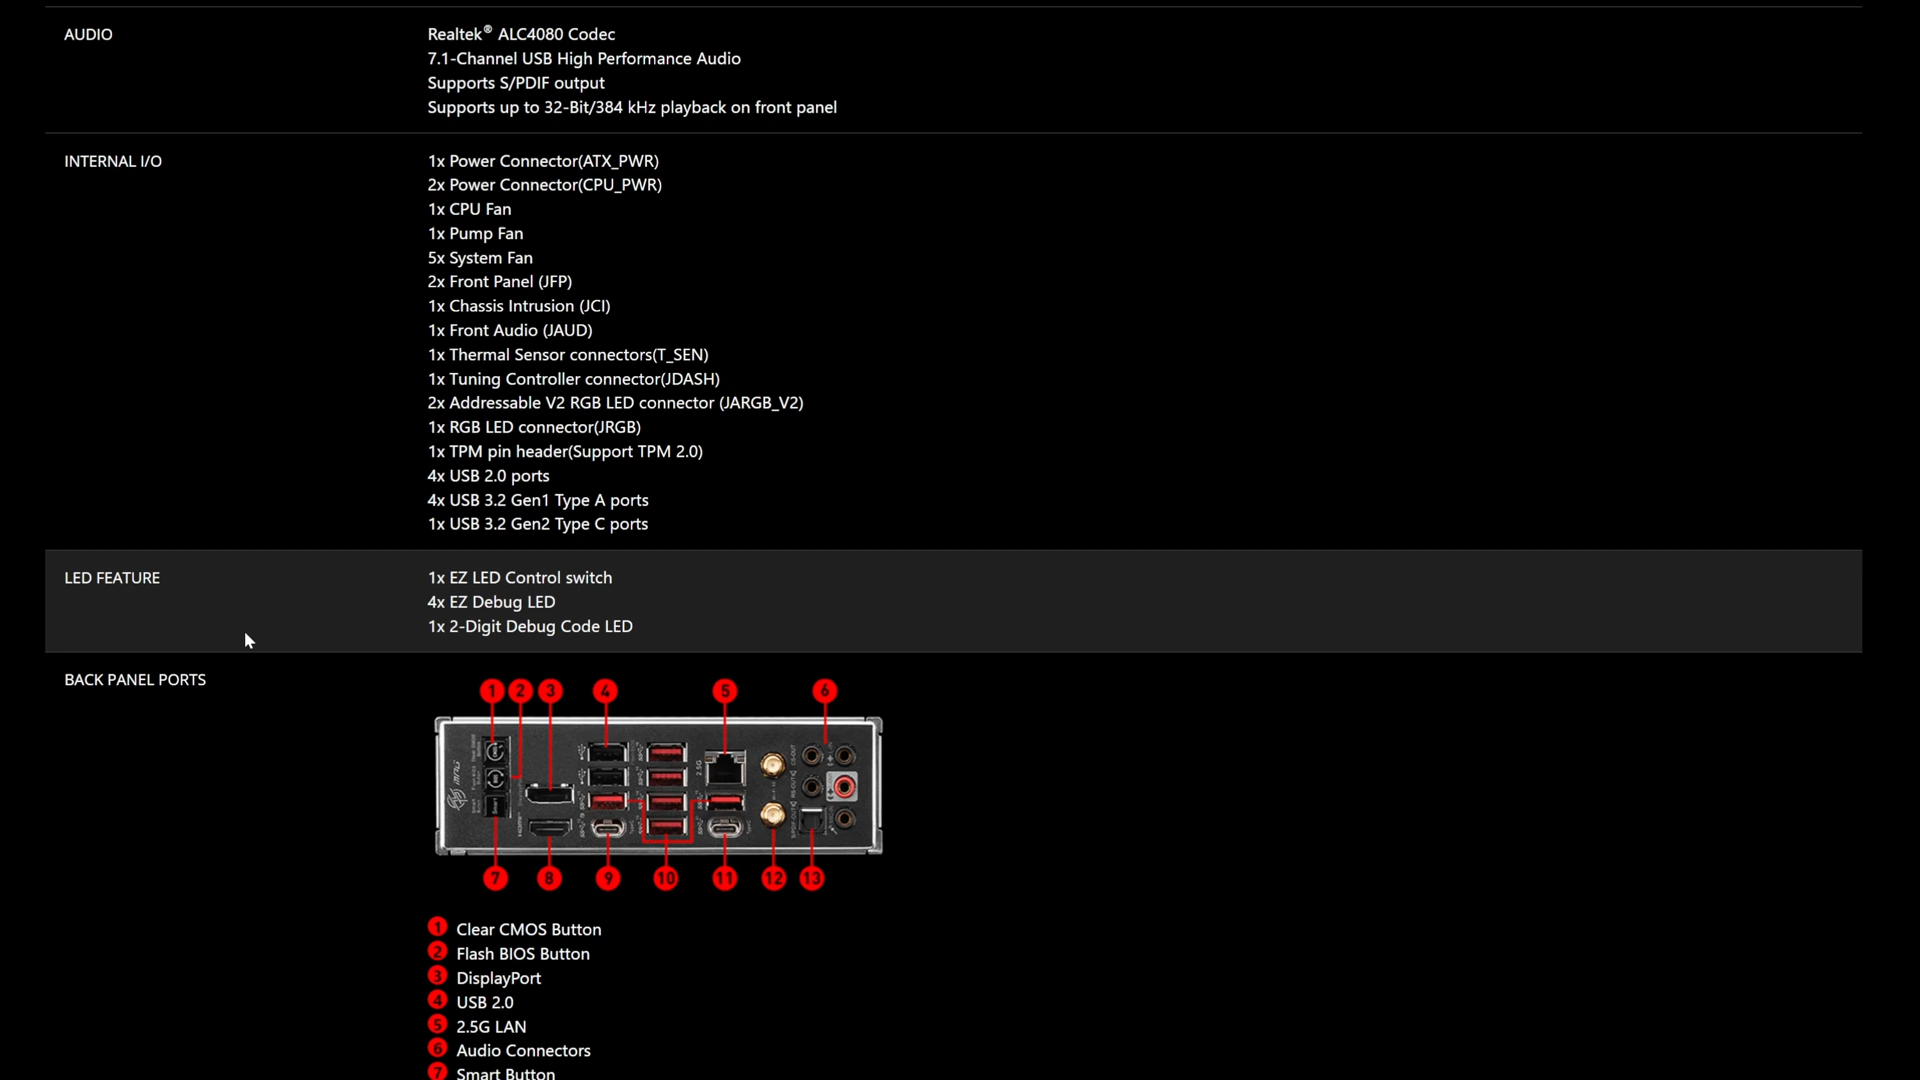 AUDIO
Realtek® ALC4080 Codec
7.1-Channel USB High Performance Audio
Supports S/PDIF output
Supports up to 32-Bit/384 kHz playback on front panel
INTERNAL I/O
1x Power Connector(ATX_PWR)
2x Power Connector(CPU_PWR)
1x CPU Fan
1x Pump Fan
5x System Fan
2x Front Panel (JFP)
1x Chassis Intrusion (JCI)
1x Front Audio (JAUD)
1x Thermal Sensor connectors(T_SEN)
1x Tuning Controller connector(JDASH)
2x Addressable V2 RGB LED connector (JARGB_V2)
1x RGB LED connector(JRGB)
1x TPM pin header(Support TPM 2.0)
4x USB 2.0 ports
4x USB 3.2 Gen1 Type A ports
1x USB 3.2 Gen2 Type C ports
LED FEATURE
1x EZ LED Control switch
4x EZ Debug LED
1x 2-Digit Debug Code LED
BACK PANEL PORTS
1 2 3 4 5 6
2.5G
HDMI
7 8 9 10 11 12 13
1 Clear CMOS Button
2 Flash BIOS Button
3 DisplayPort
4 USB 2.0
5 2.5G LAN
6 Audio Connectors
7 Smart Button